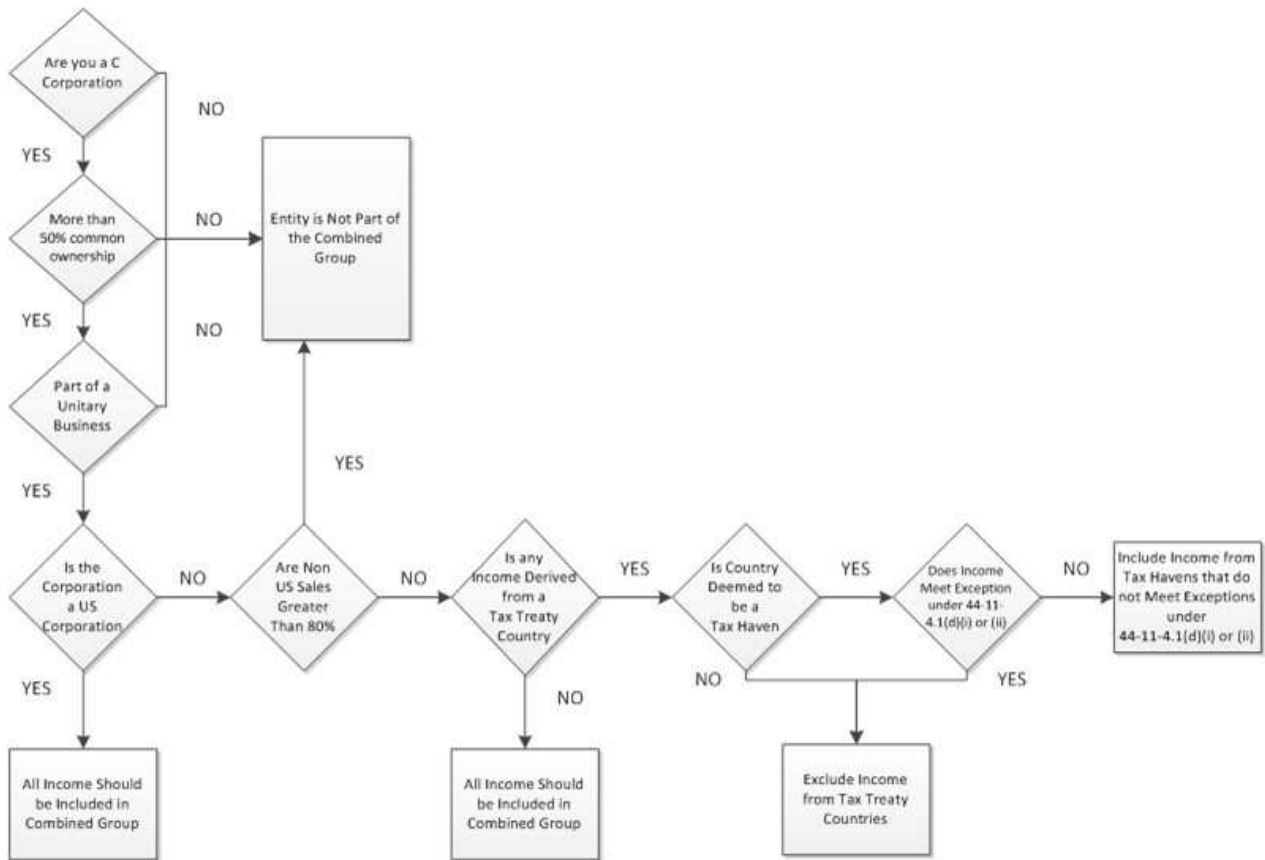 Are you a C
Corporation
NO
YES
More than
50% common
ownership
NO
Entity is Not Part of
the Combined
Group
YES
NO
Part of a
Unitary
Business
YES
YES
Is the
Corporation
a US
Corporation
NO
Are Non
US Sales
Greater
Than 80%
NO
Is any
Income Derived
from a
Tax Treaty
Country
YES
Is Country
Deemed to
be a
Tax Haven
YES
Does Income
Meet Exception
under 44-11-
4.1(d)(i) or (ii)
NO
Include Income from
Tax Havens that do
not Meet Exceptions
under
44-11-4.1(d)(i) or (ii)
YES
NO
NO
YES
All Income Should
be Included in
Combined Group
All Income Should
be Included in
Combined Group
Exclude Income
from Tax Treaty
Countries